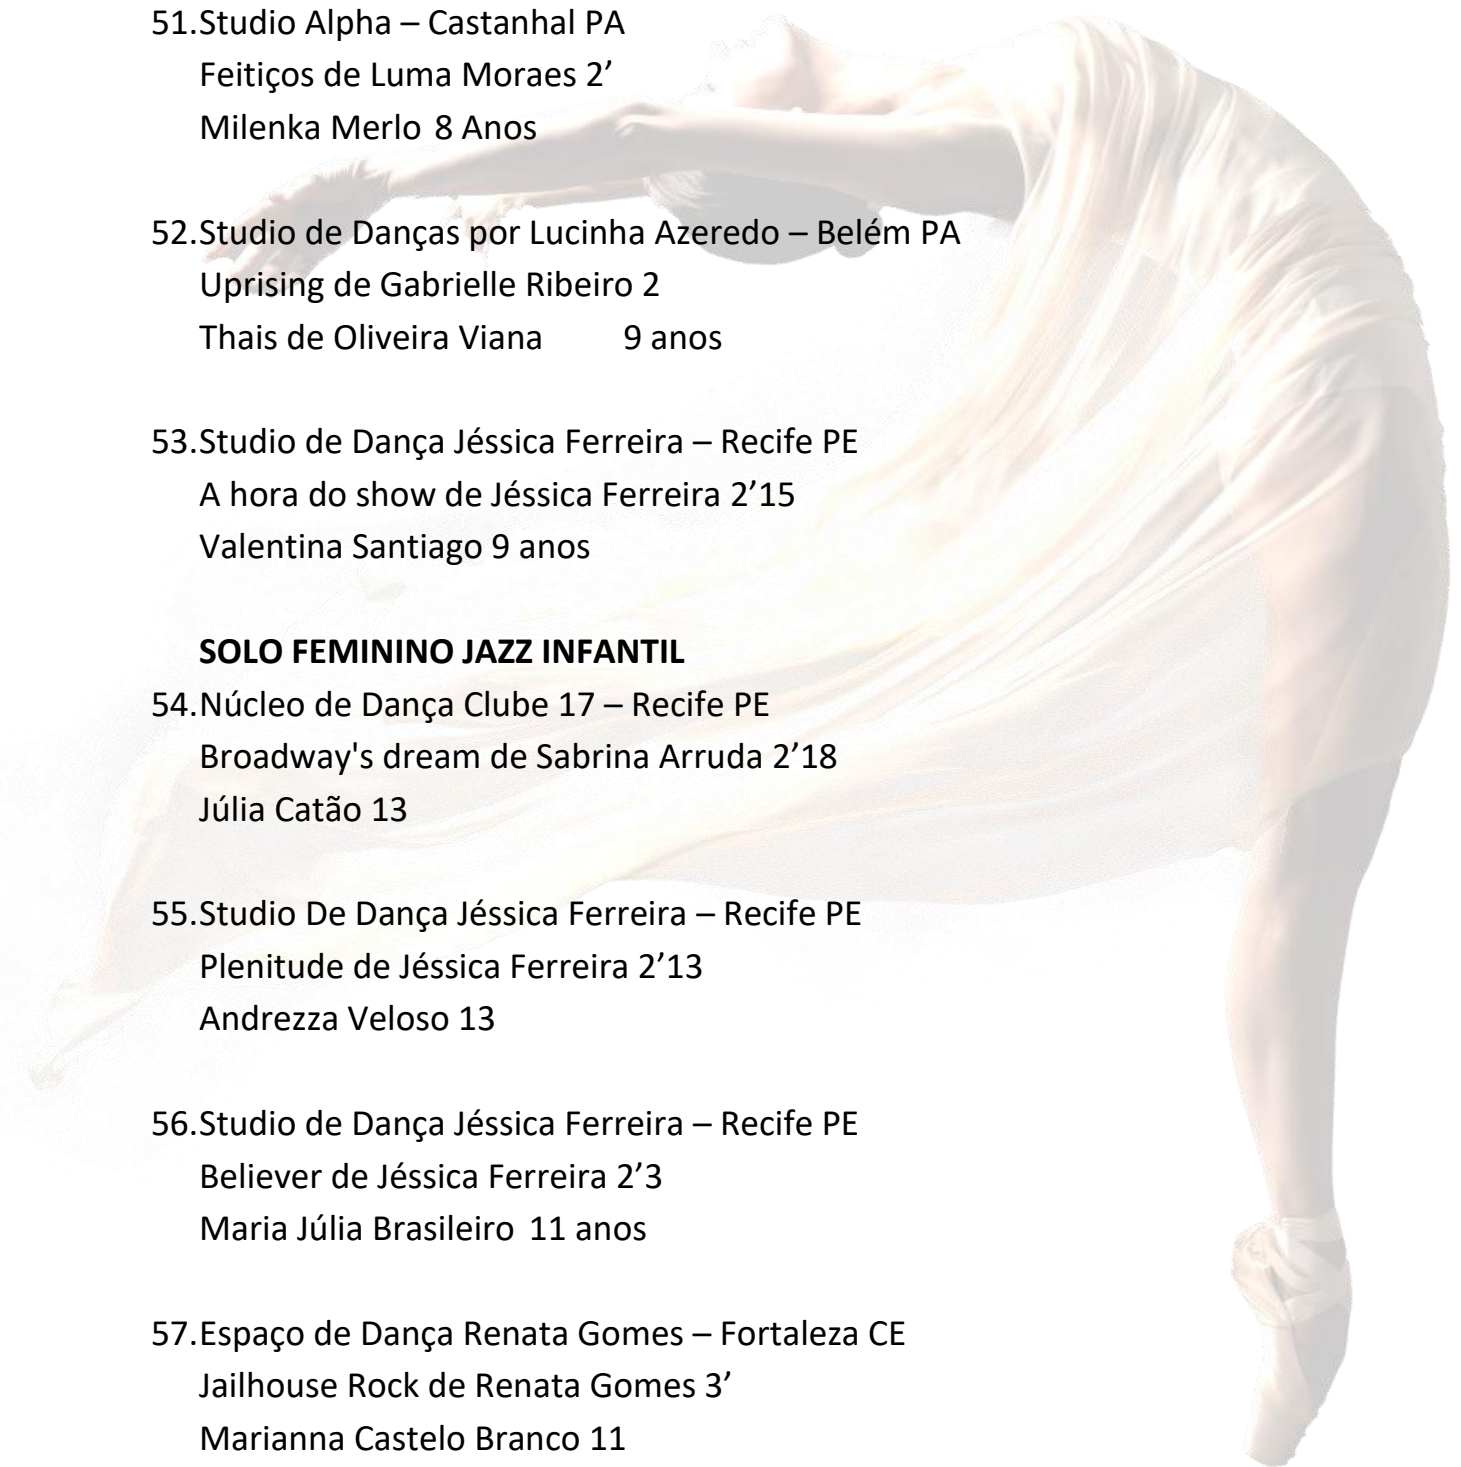 51.Studio Alpha – Castanhal PA
Feitiços de Luma Moraes 2’
Milenka Merlo 8 Anos
52.Studio de Danças por Lucinha Azeredo – Belém PA
Uprising de Gabrielle Ribeiro 2
Thais de Oliveira Viana 9 anos
53.Studio de Dança Jéssica Ferreira – Recife PE
A hora do show de Jéssica Ferreira 2’15
Valentina Santiago 9 anos
SOLO FEMININO JAZZ INFANTIL
54.Núcleo de Dança Clube 17 – Recife PE
Broadway's dream de Sabrina Arruda 2’18
Júlia Catão 13
55.Studio De Dança Jéssica Ferreira – Recife PE
Plenitude de Jéssica Ferreira 2’13
Andrezza Veloso 13
56.Studio de Dança Jéssica Ferreira – Recife PE
Believer de Jéssica Ferreira 2’3
Maria Júlia Brasileiro 11 anos
57.Espaço de Dança Renata Gomes – Fortaleza CE
Jailhouse Rock de Renata Gomes 3’
Marianna Castelo Branco 11